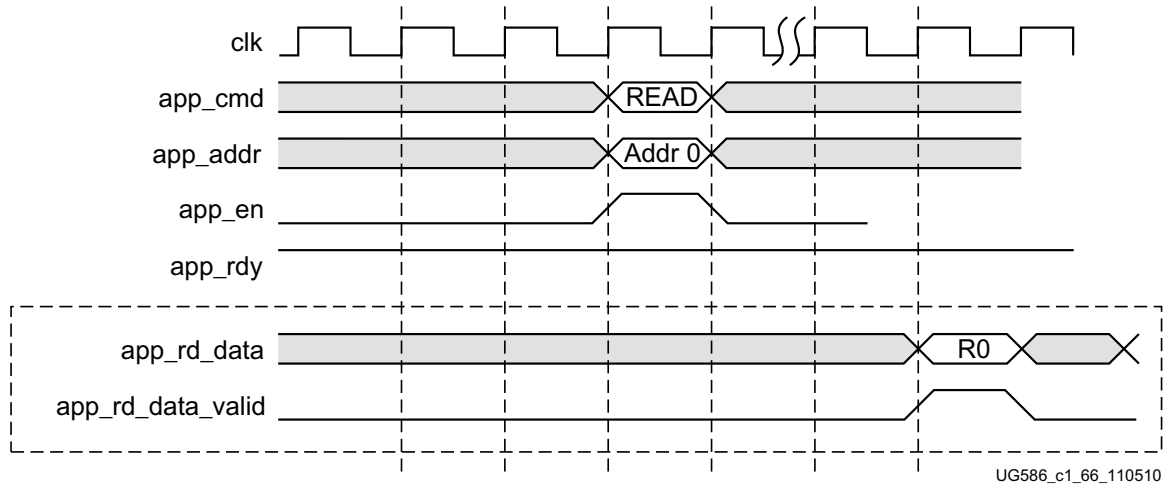 clk
app_cmd READ
app_addr Addr 0
app_en
app_rdy
app_rd_data R0
app_rd_data_valid
UG586_c1_66_110510